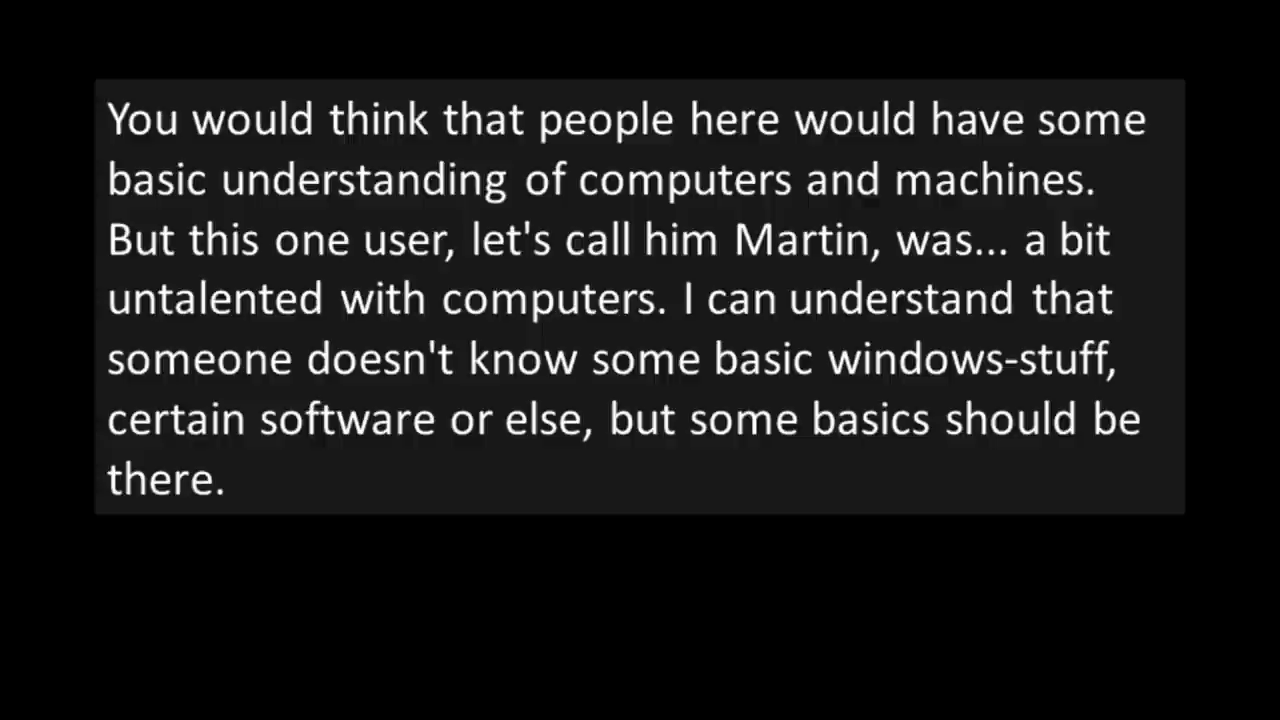 You would think that people here would have some
basic understanding of computers and machines.
But this one user, let's call him Martin, was... a bit
untalented with computers. I can understand that
someone doesn't know some basic windows-stuff,
certain software or else, but some basics should be
there.